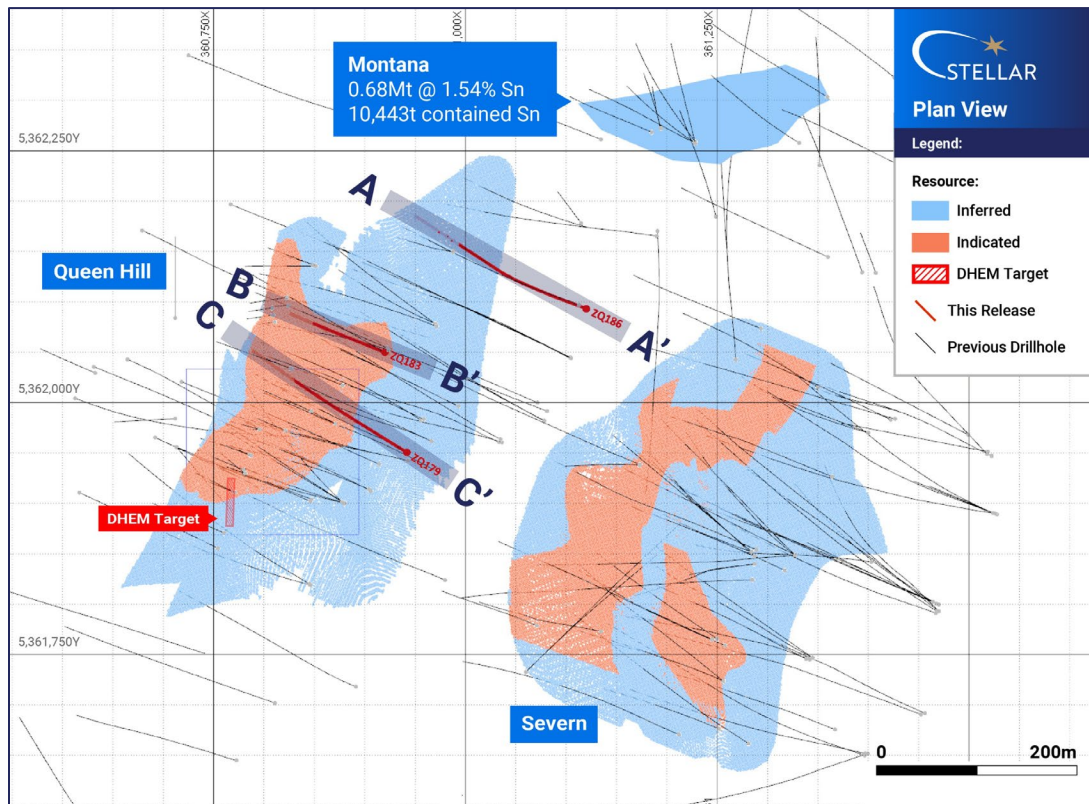 360,750X
1,000X
361,250X
STELLAR
Plan View
Legend:
Resource:
Inferred
Indicated
DHEM Target
This Release
Previous Drillhole
Montana
0.68Mt @ 1.54% Sn
10,443t contained Sn
5,362,250Y
A
Queen Hill
B
C
ZQ186
A'
ZQ183
B'
5,362,000Y
ZQ179
C'
DHEM Target
5,361,750Y
Severn
0
200m